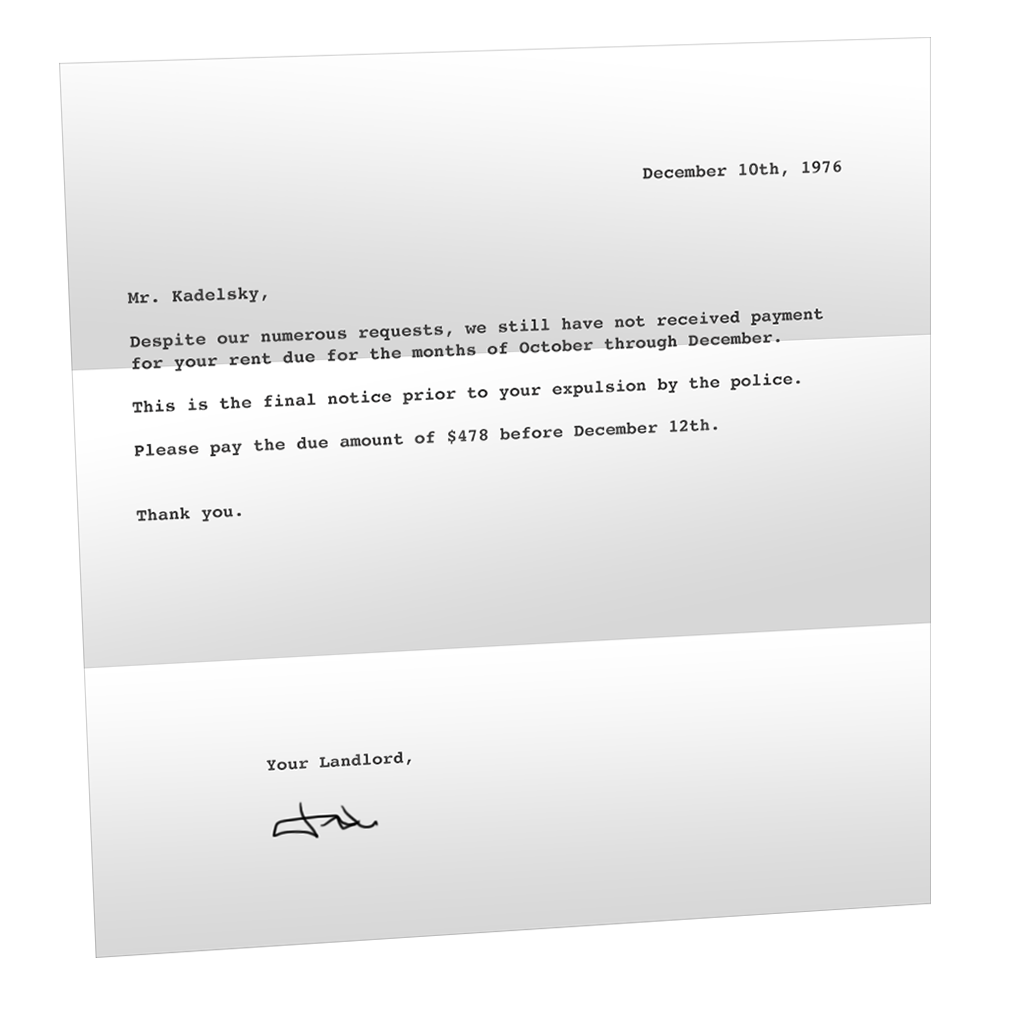 December 10th, 1976
Mr. Kadelsky,
Despite our numerous requests, we still have not received payment
for your rent due for the months of October through December.
This is the final notice prior to your expulsion by the police.
Please pay the due amount of $478 before December 12th.
Thank you.
Your Landlord,